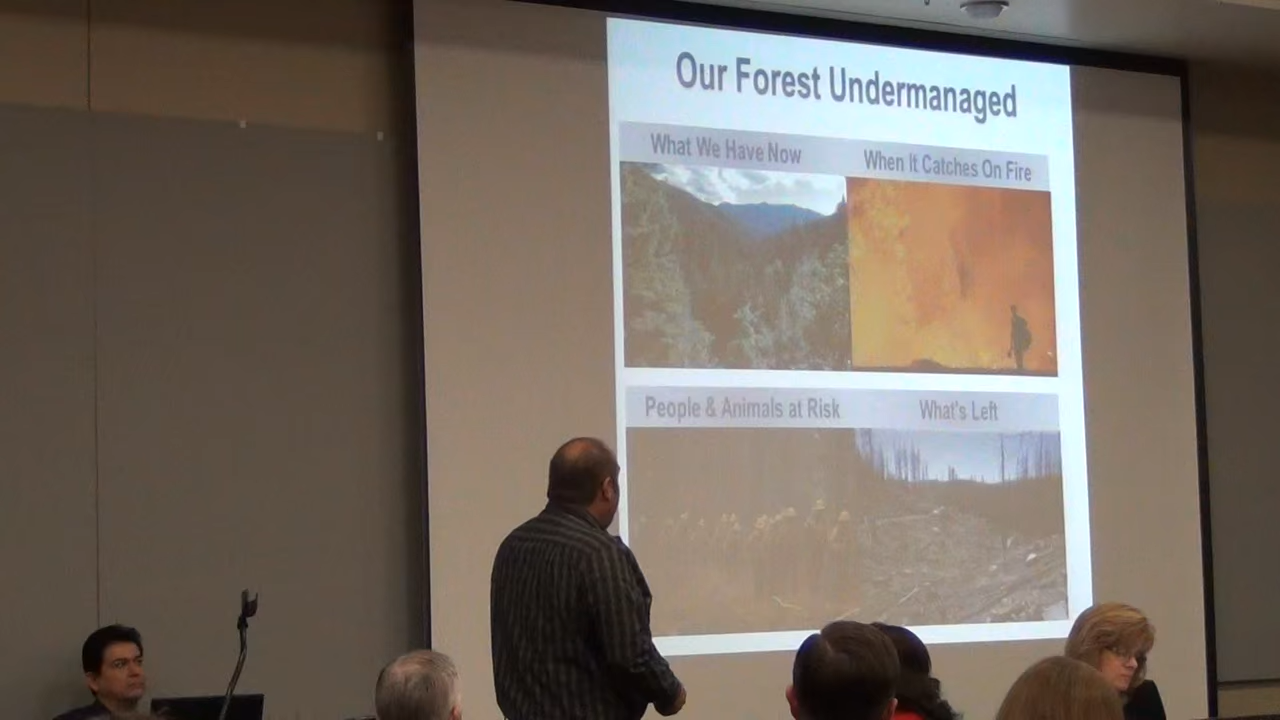 Our Forest Undermanaged
What We Have Now
When It Catches On Fire
People & Animals at Risk
What's Left